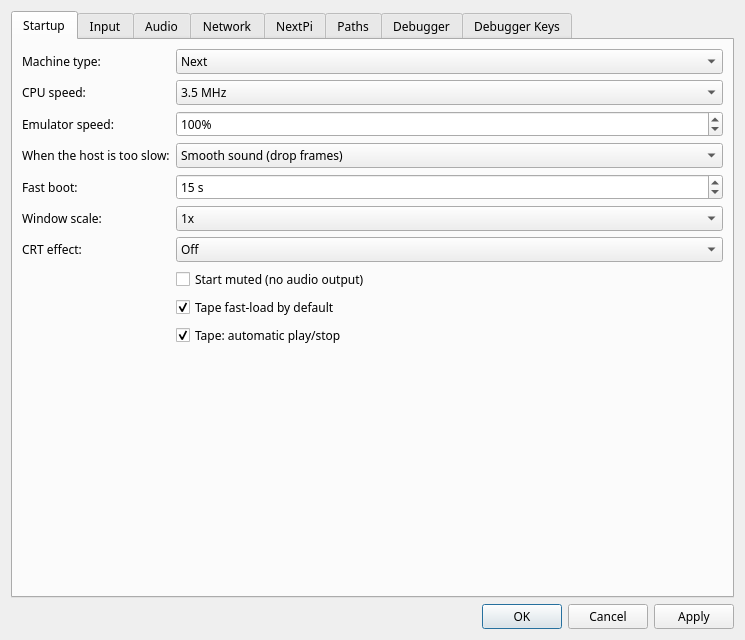 Startup Input Audio Network NextPi Paths Debugger Debugger Keys
Machine type: Next
CPU speed: 3.5 MHz
Emulator speed: 100%
When the host is too slow: Smooth sound (drop frames)
Fast boot: 15 s
Window scale: 1x
CRT effect: Off
Start muted (no audio output)
Tape fast-load by default
Tape: automatic play/stop
OK Cancel Apply